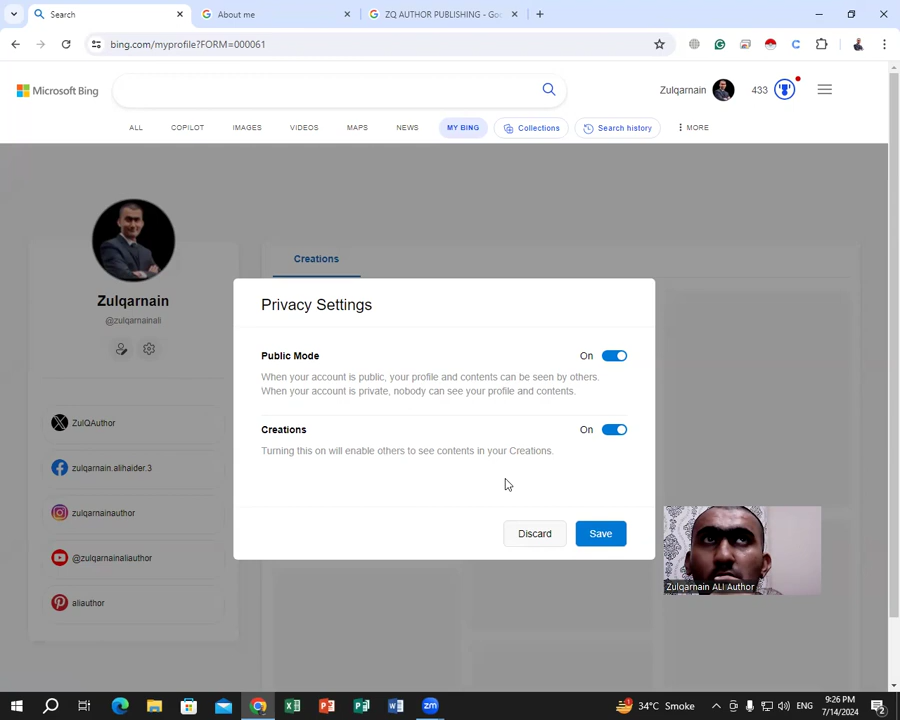 Search
About me
ZQ AUTHOR PUBLISHING - Goo
bing.com/myprofile?FORM=000061
Microsoft Bing
Zulqarnain
433
ALL
COPILOT
IMAGES
VIDEOS
MAPS
NEWS
MY BING
Collections
Search history
MORE
Creations
Zulqarnain
@zulqarnainali
Privacy Settings
Public Mode
On
When your account is public, your profile and contents can be seen by others.
When your account is private, nobody can see your profile and contents.
Creations
On
Turning this on will enable others to see contents in your Creations.
Discard
Save
ZulQAuthor
zulqarnain.alihaider.3
zulqarnainauthor
@zulqarnainaliauthor
aliauthor
Zulqarnain ALI Author
34°C Smoke
ENG
9:26 PM
7/14/2024
2